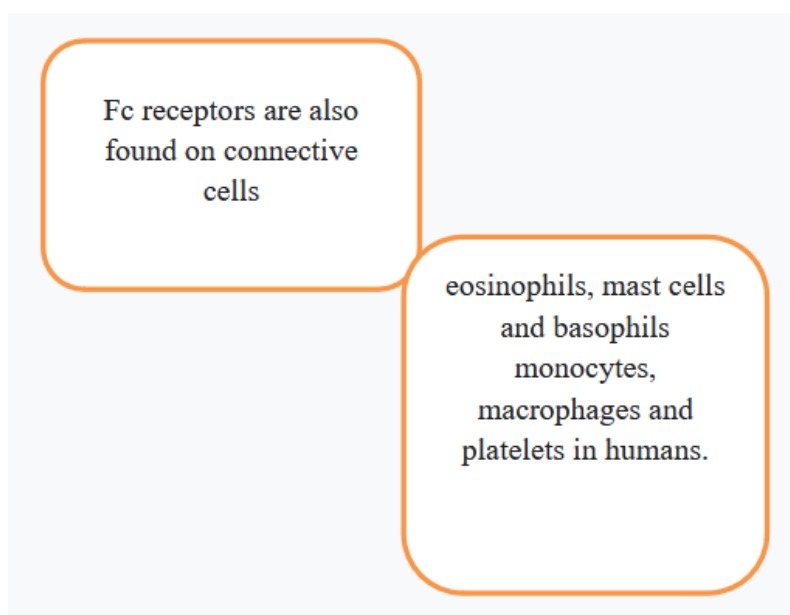 Fc receptors are also
found on connective
cells
eosinophils, mast cells
and basophils
monocytes,
macrophages and
platelets in humans.